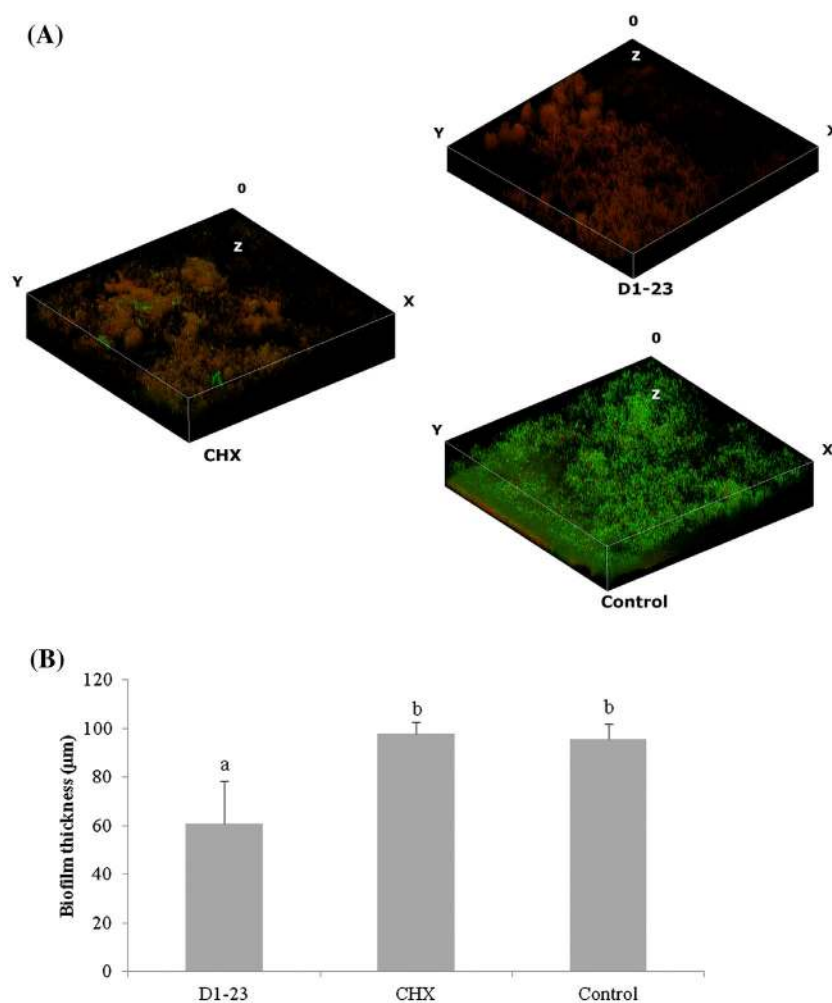 (A)
0
Z
Y
X
D1-23
0
Z
Y
X
CHX
0
Z
Y
X
Control
(B)
Biofilm thickness (µm)
120
100
80
60
40
20
0
a
b
b
D1-23 CHX Control